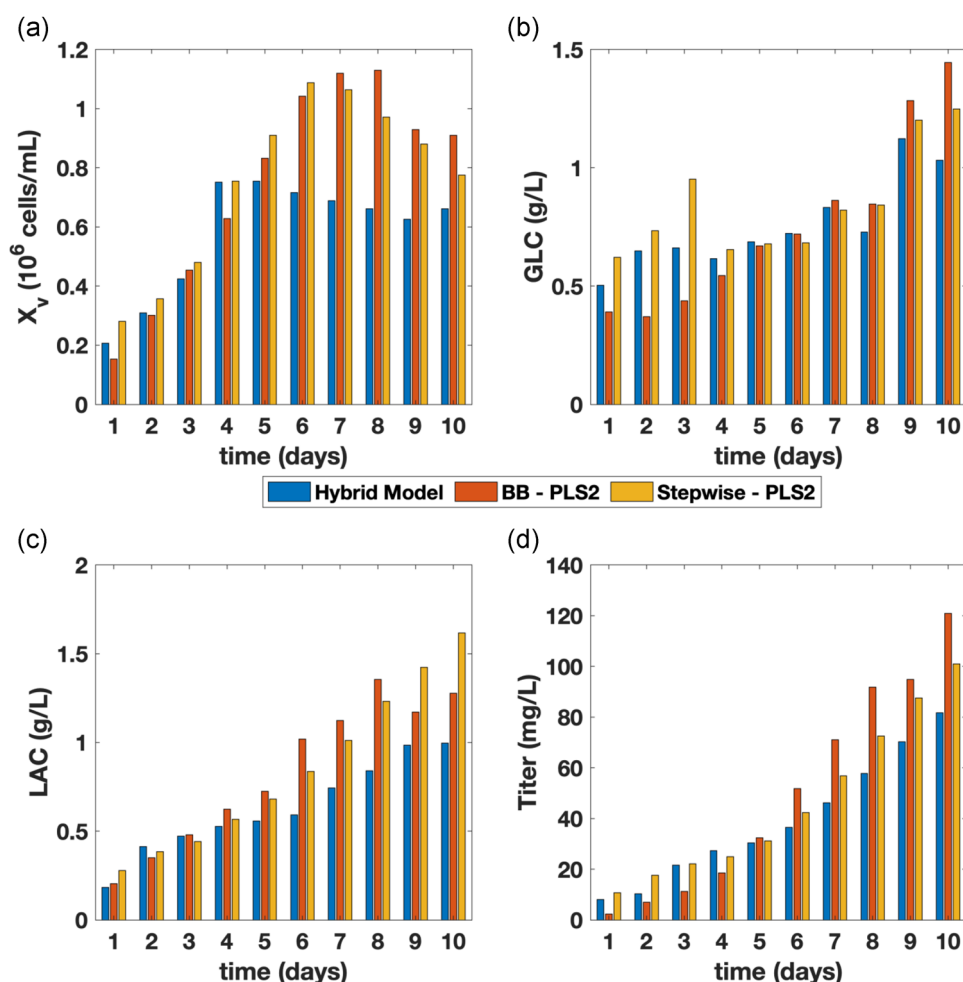 (a)
1.2
1
0.8
0.6
0.4
0.2
0
X_v (10^6 cells/mL)
1 2 3 4 5 6 7 8 9 10
time (days)
(b)
1.5
1
0.5
0
GLC (g/L)
1 2 3 4 5 6 7 8 9 10
time (days)
Hybrid Model BB - PLS2 Stepwise - PLS2
(c)
2
1.5
1
0.5
0
LAC (g/L)
1 2 3 4 5 6 7 8 9 10
time (days)
(d)
140
120
100
80
60
40
20
0
Titer (mg/L)
1 2 3 4 5 6 7 8 9 10
time (days)